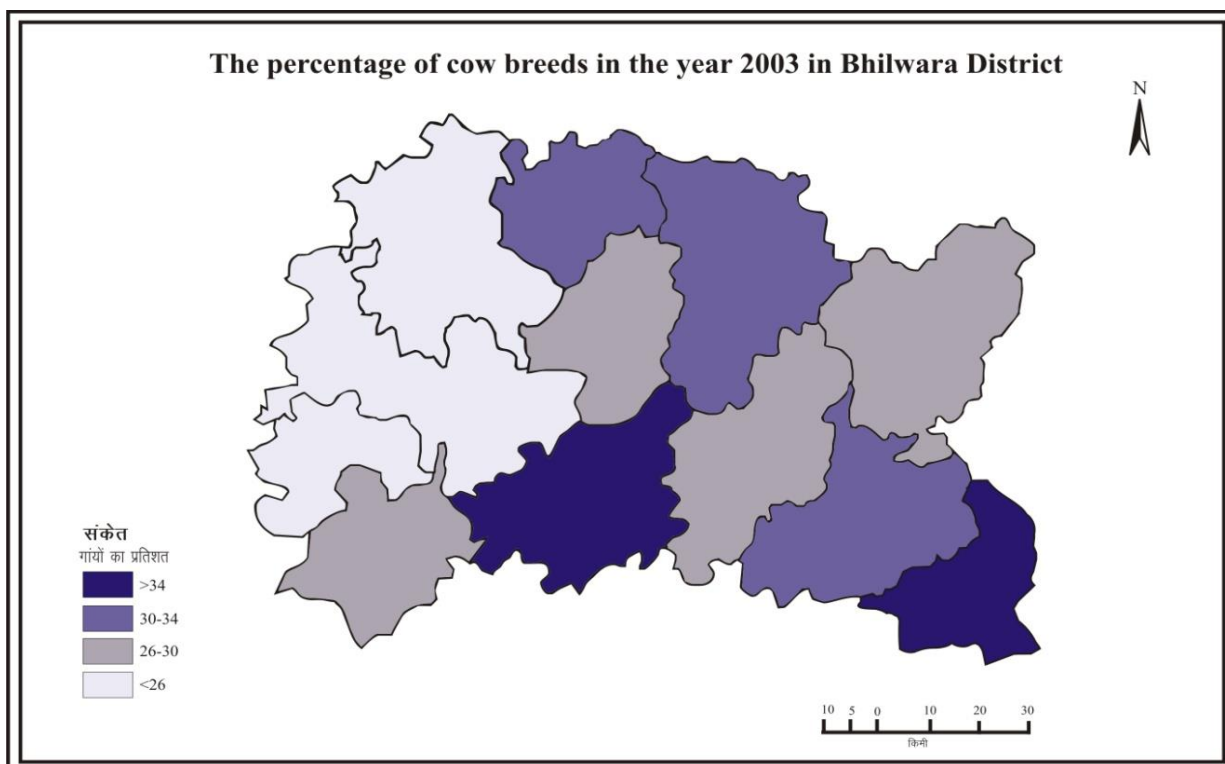 The percentage of cow breeds in the year 2003 in Bhilwara District
N
संकेत
गांयों का प्रतिशत
>34
30-34
26-30
<26
10 5 0 10 20 30
किमी